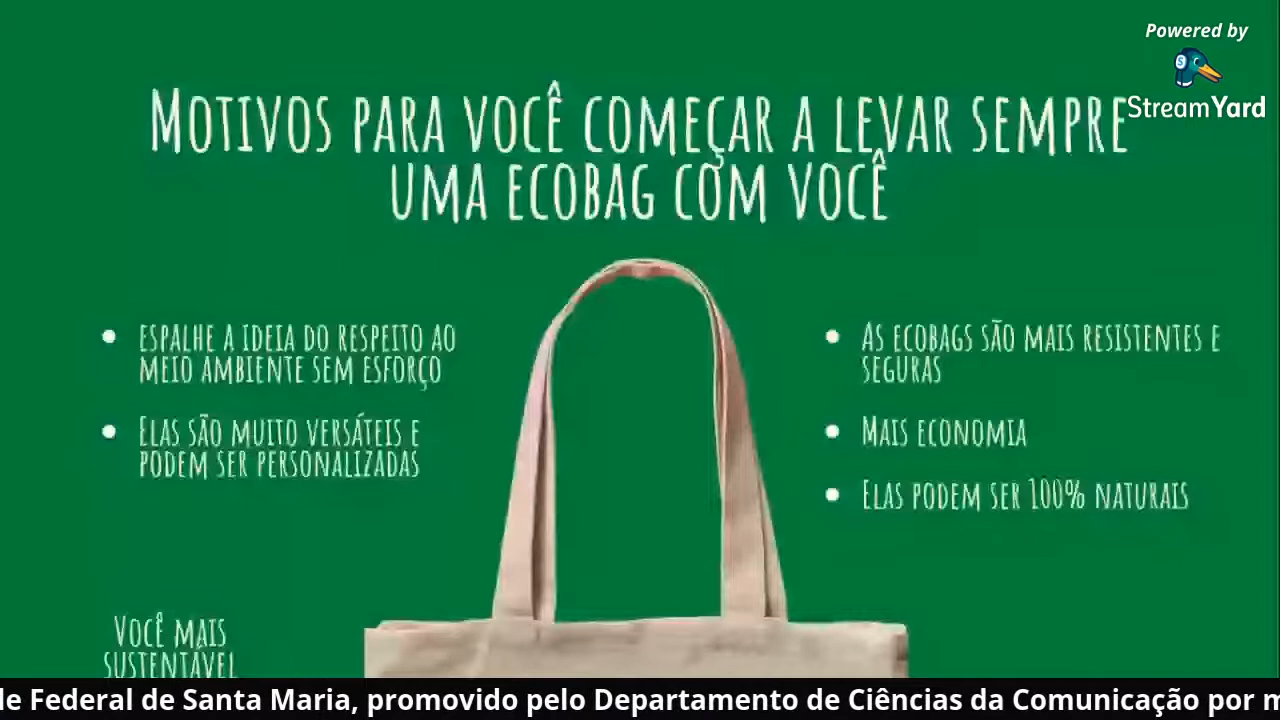 Powered by
StreamYard
Motivos para você começar a levar sempre
uma ecobag com você
espalhe a ideia do respeito ao
meio ambiente sem esforço
Elas são muito versáteis e
podem ser personalizadas
As ecobags são mais resistentes e
seguras
Mais economia
Elas podem ser 100% naturais
Você mais
sustentável
Federal de Santa Maria, promovido pelo Departamento de Ciências da Comunicação por